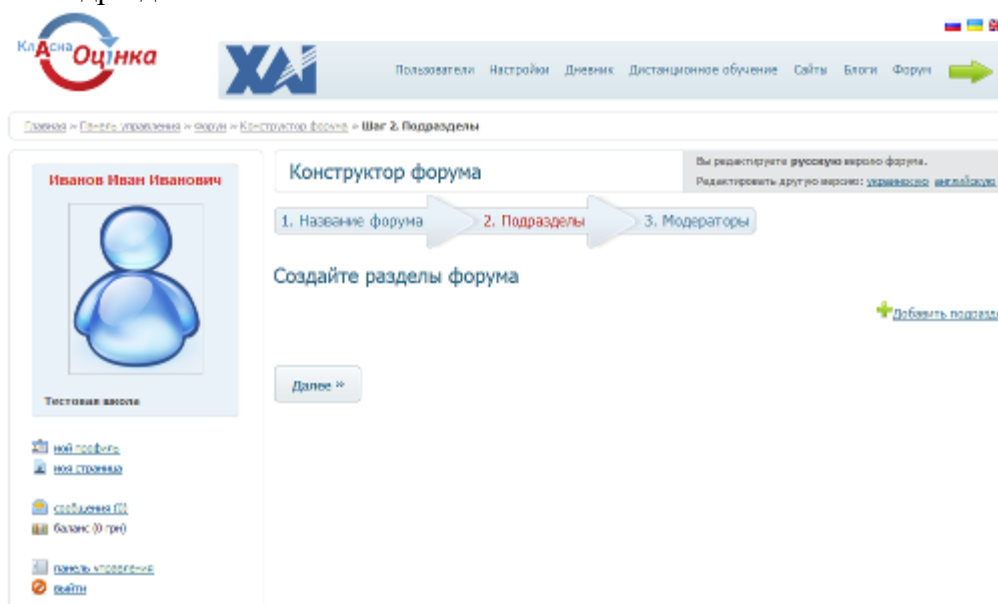 КлАсна Оцінка
ХАІ
Пользователи Настройки Дневник Дистанционное обучение Сайты Блоги Форум
Главная » Панель управления » Форум » Конструктор форума » Шаг 2. Подразделы
Иванов Иван Иванович
Тестовая школа
мой профиль
моя страница
сообщения (0)
баланс (0 грн)
панель управления
выйти
Конструктор форума
Вы редактируете русскую версию форума.
Редактировать другую версию: украинскую английскую
1. Название форума 2. Подразделы 3. Модераторы
Создайте разделы форума
Добавить
Далее »